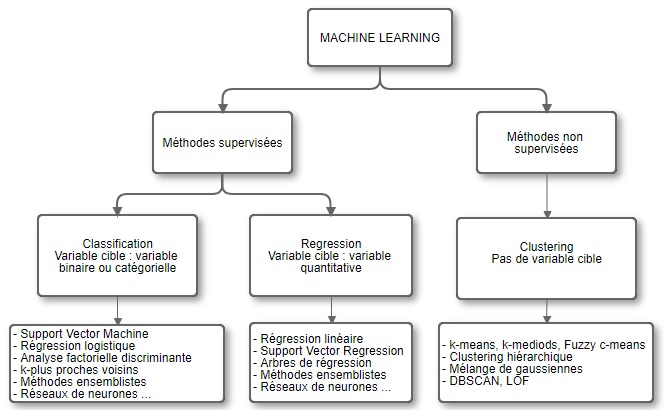 MACHINE LEARNING
Méthodes supervisées
Méthodes non
supervisées
Classification
Variable cible : variable
binaire ou catégorielle
Regression
Variable cible : variable
quantitative
Clustering
Pas de variable cible
- Support Vector Machine
- Régression logistique
- Analyse factorielle discriminante
- k-plus proches voisins
- Méthodes ensemblistes
- Réseaux de neurones ...
- Régression linéaire
- Support Vector Regression
- Arbres de régression
- Méthodes ensemblistes
- Réseaux de neurones ...
- k-means, k-mediods, Fuzzy c-means
- Clustering hiérarchique
- Mélange de gaussiennes
- DBSCAN, LOF